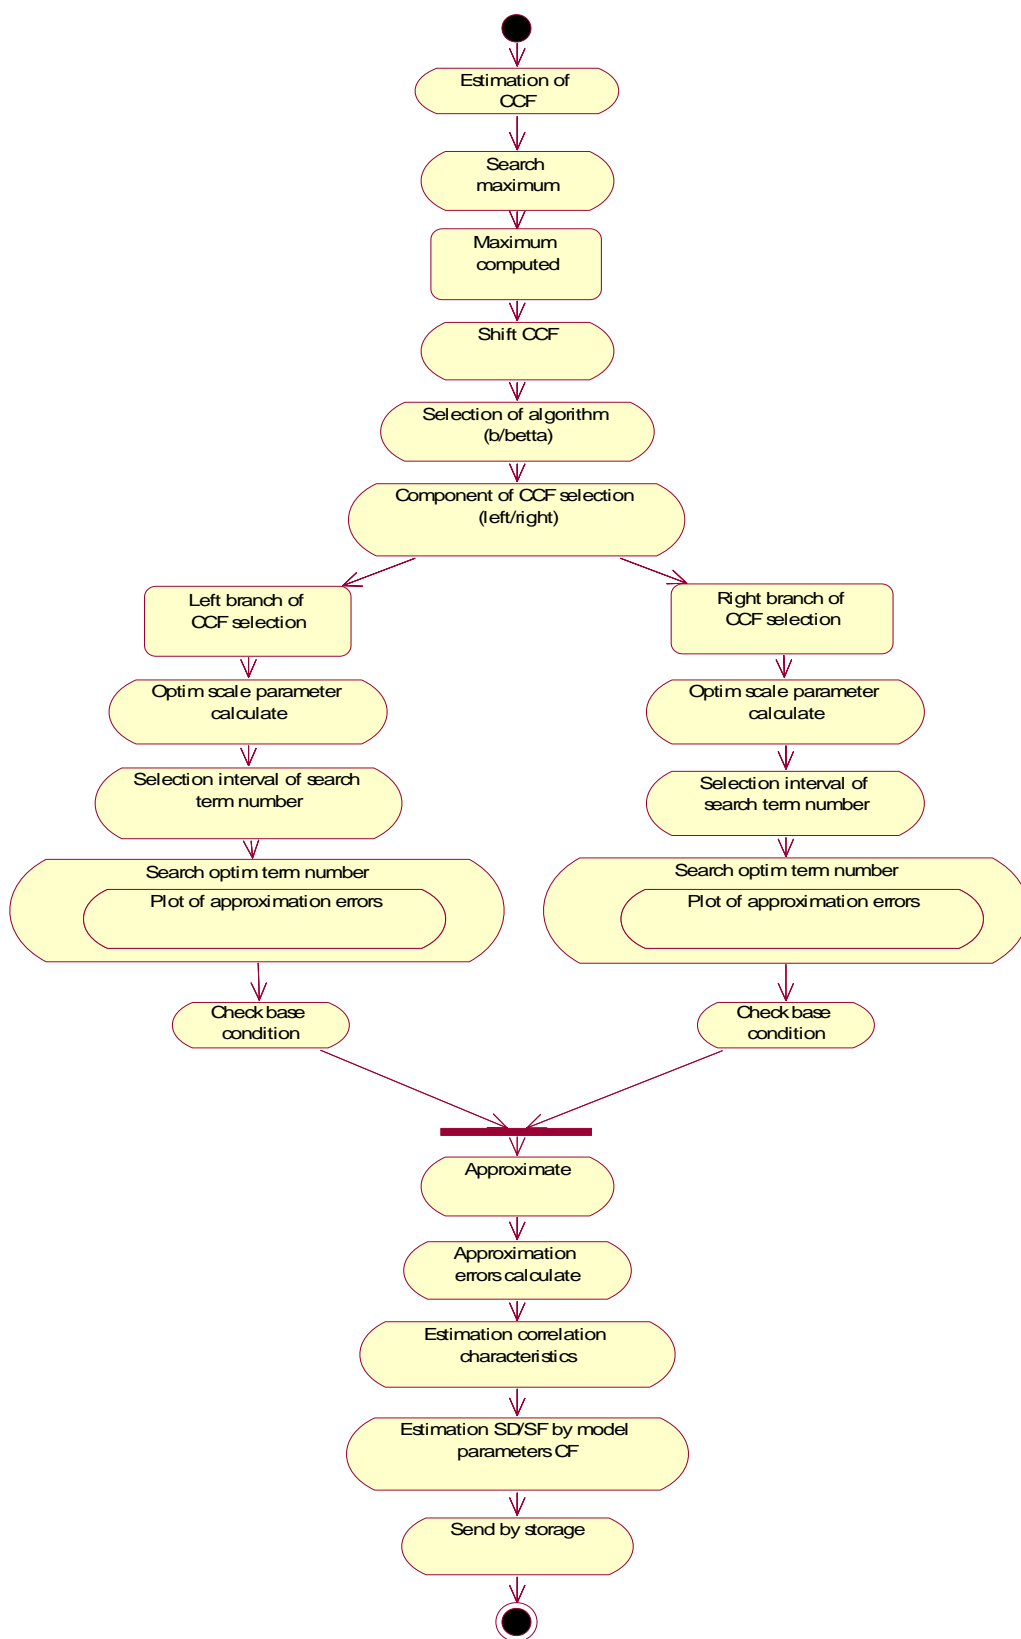 Estimation of
CCF
Search
maximum
Maximum
computed
Shift CCF
Selection of algorithm
(b/betta)
Component of CCF selection
(left/right)
Left branch of
CCF selection
Right branch of
CCF selection
Optim scale parameter
calculate
Optim scale parameter
calculate
Selection interval of search
term number
Selection interval of
search term number
Search optim term number
Plot of approximation errors
Search optim term number
Plot of approximation errors
Check base
condition
Check base
condition
Approximate
Approximation
errors calculate
Estimation correlation
characteristics
Estimation SD/SF by model
parameters CF
Send by storage